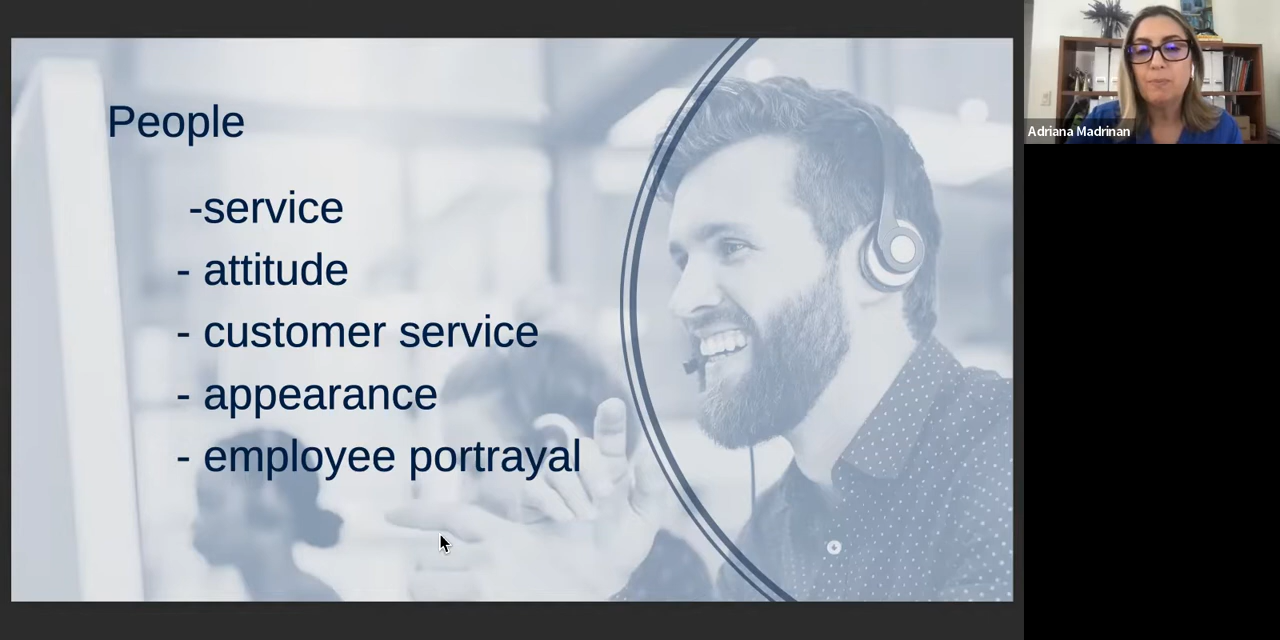 People
-service
- attitude
- customer service
- appearance
- employee portrayal
Adriana Madrinan